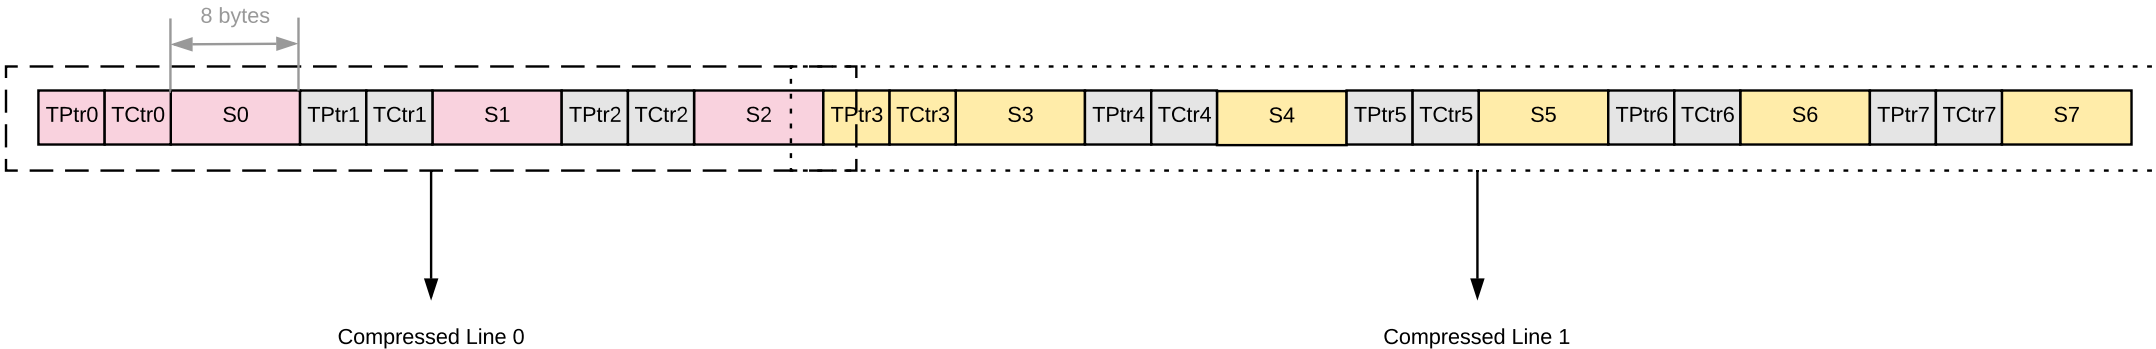 8 bytes
TPtr0 TCtr0 S0 TPtr1 TCtr1 S1 TPtr2 TCtr2 S2 TPtr3 TCtr3 S3 TPtr4 TCtr4 S4 TPtr5 TCtr5 S5 TPtr6 TCtr6 S6 TPtr7 TCtr7 S7
Compressed Line 0 Compressed Line 1